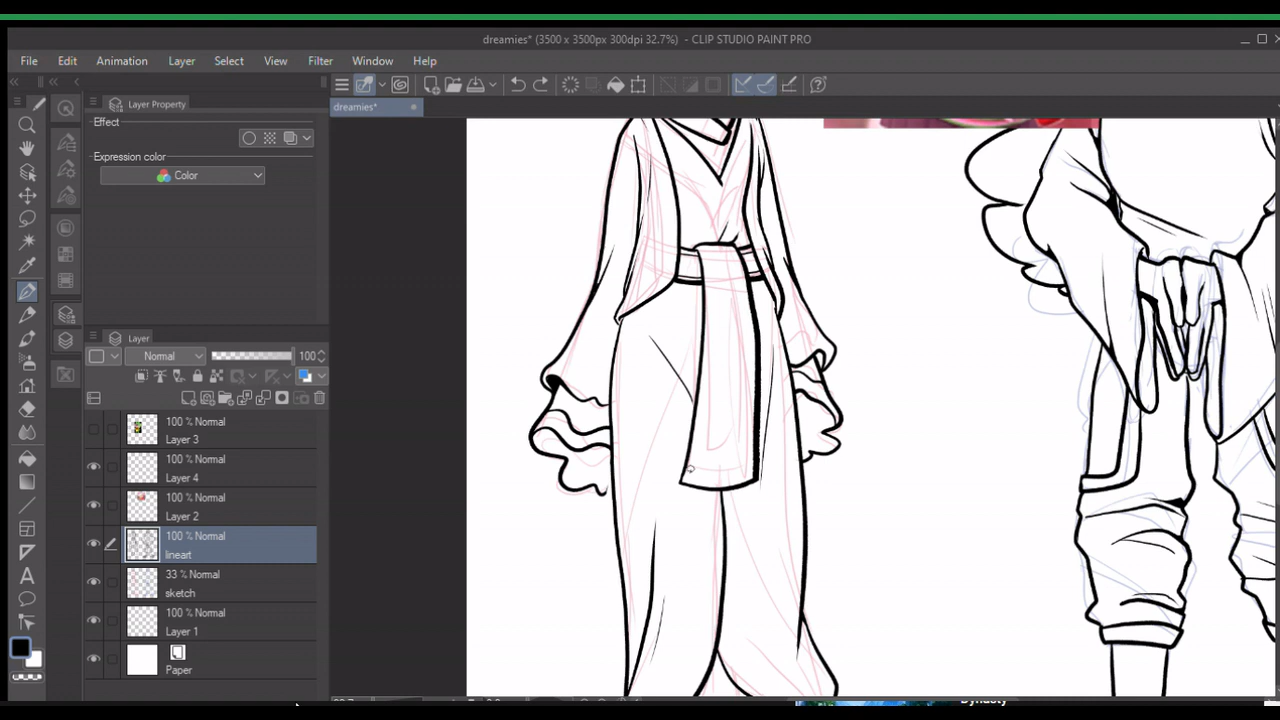 dreamies* (3500 x 3500px 300dpi 32.7%) - CLIP STUDIO PAINT PRO
File Edit Animation Layer Select View Filter Window Help
Layer Property
dreamies*
Effect
Expression color
Color
Layer
Normal 100
100 % Normal
Layer 3
100 % Normal
Layer 4
100 % Normal
Layer 2
100 % Normal
lineart
33 % Normal
sketch
100 % Normal
Layer 1
Paper
Dynasty